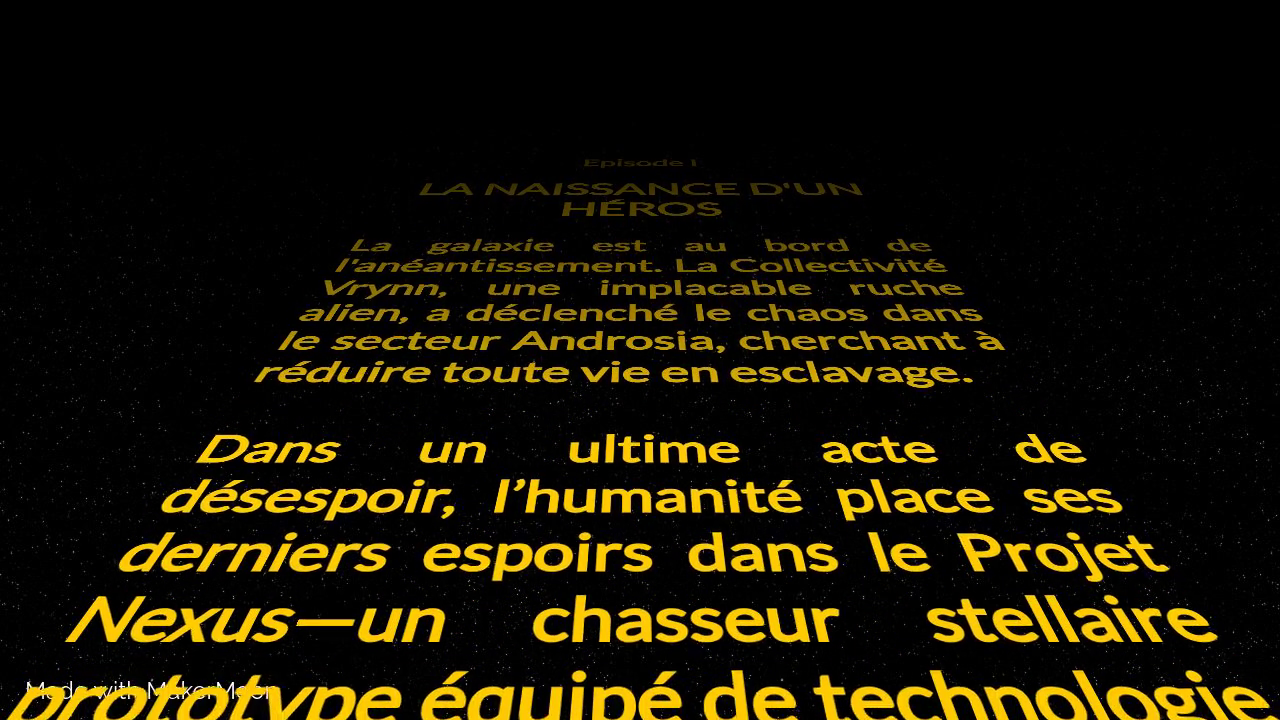 Episode I
LA NAISSANCE D'UN
HÉROS
La galaxie est au bord de
l'anéantissement. La Collectivité
Vrynn, une implacable ruche
alien, a déclenché le chaos dans
le secteur Androsia, cherchant à
réduire toute vie en esclavage.
Dans un ultime acte de
désespoir, l’humanité place ses
derniers espoirs dans le Projet
Nexus—un chasseur stellaire
prototype équipé de technologie
Made with MakerMoon